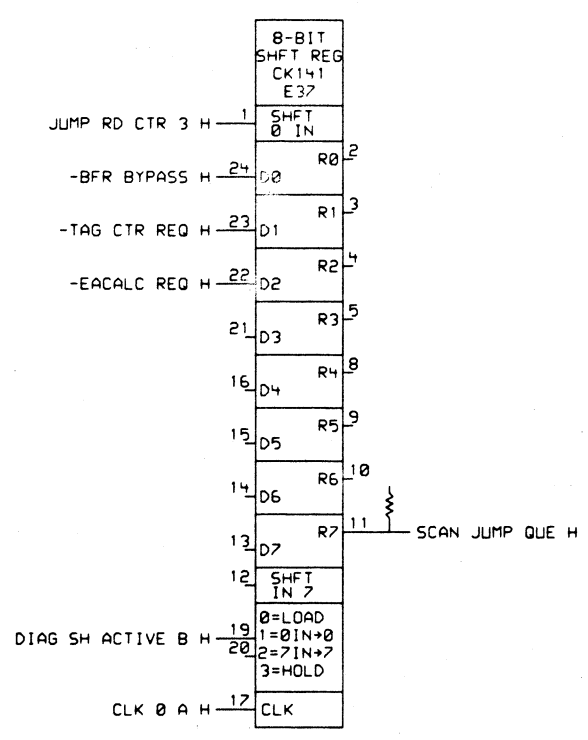 8-BIT
SHFT REG
CK141
E37
JUMP RD CTR 3 H 1 SHFT
0 IN
R0 2
-BFR BYPASS H 24 D0
R1 3
-TAG CTR REQ H 23 D1
R2 4
-EACALC REQ H 22 D2
R3 5
21 D3
R4 8
16 D4
R5 9
15 D5
R6 10
14 D6
R7 11 SCAN JUMP QUE H
13 D7
12 SHFT
IN 7
0=LOAD
DIAG SH ACTIVE B H 19 1=0IN→0
20 2=7IN→7
3=HOLD
CLK 0 A H 17 CLK